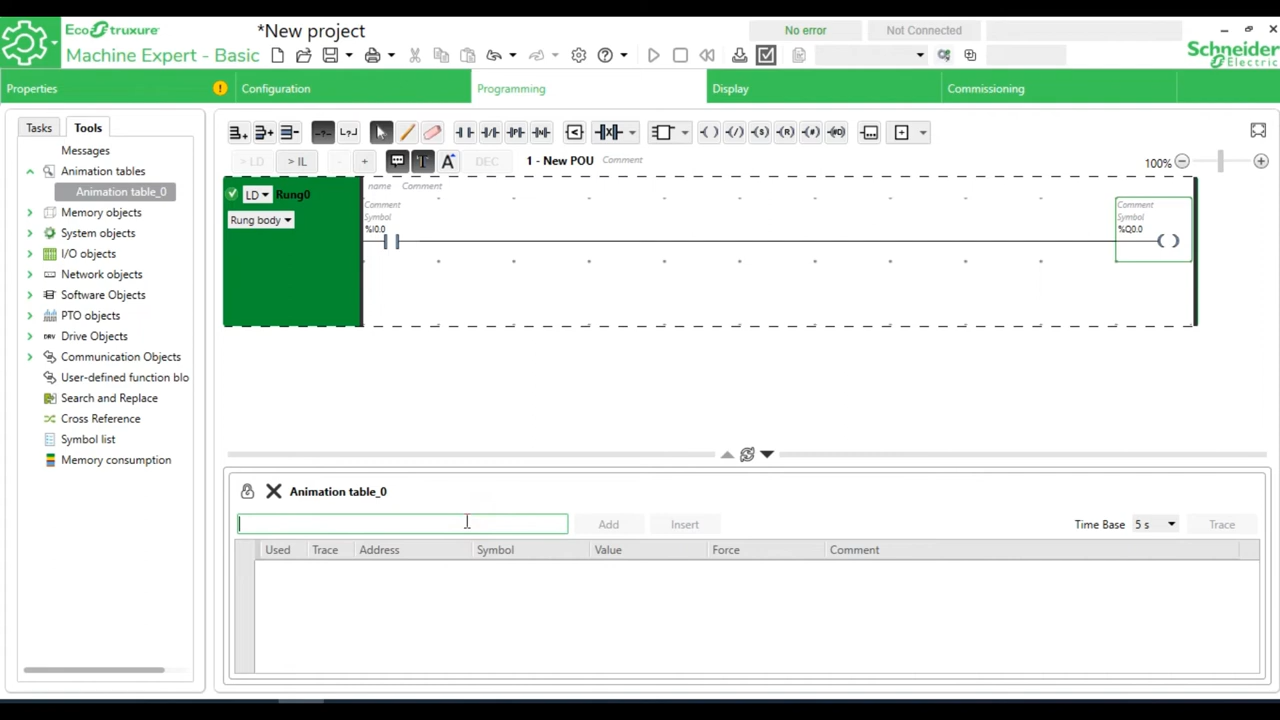 EcoStruxure
Machine Expert - Basic
*New project
No error
Not Connected
Schneider
Electric
Properties
Configuration
Programming
Display
Commissioning
Tasks
Tools
Messages
Animation tables
Animation table_0
Memory objects
System objects
I/O objects
Network objects
Software Objects
PTO objects
Drive Objects
Communication Objects
User-defined function blo
Search and Replace
Cross Reference
Symbol list
Memory consumption
> LD > IL - + DEC 1 - New POU Comment
100%
LD Rung0
Rung body
name Comment
Comment
Symbol
%I0.0
Comment
Symbol
%Q0.0
Animation table_0
Add Insert Time Base 5 s Trace
Used Trace Address Symbol Value Force Comment